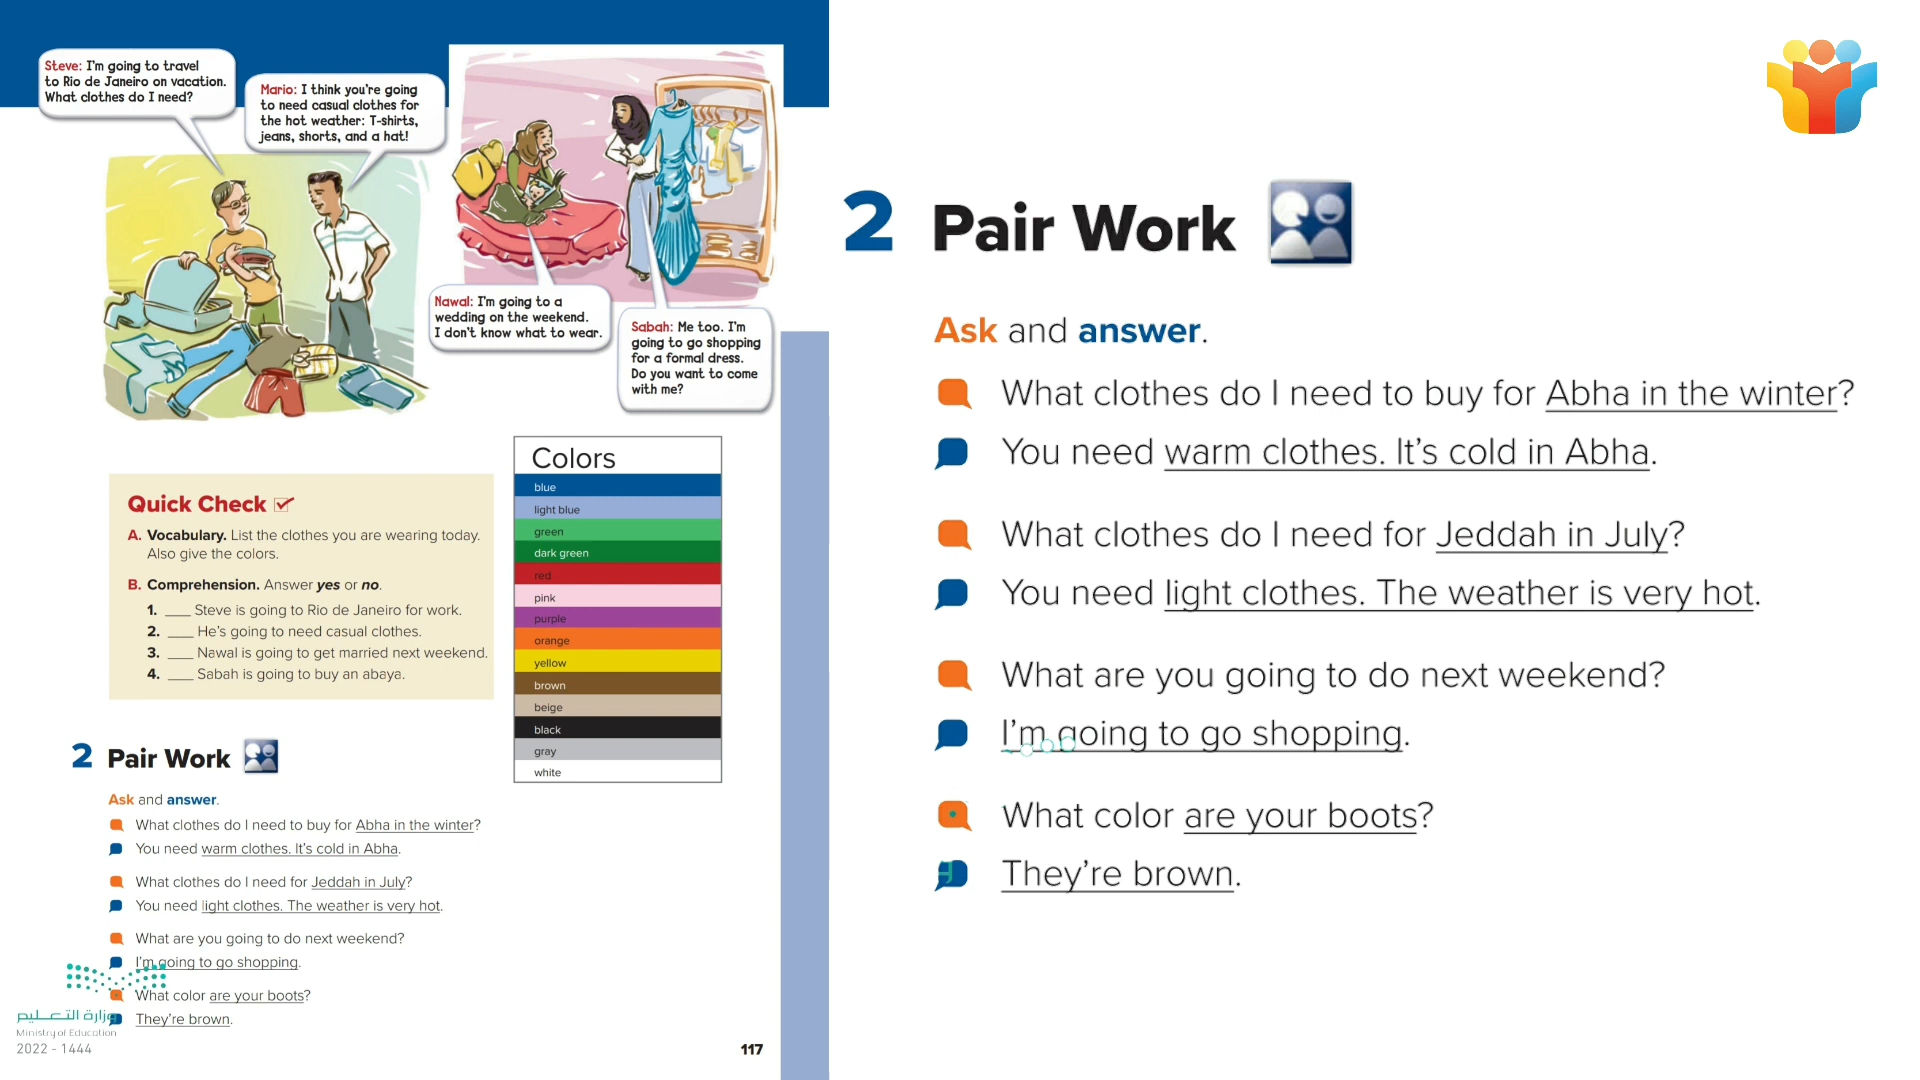 Steve: I'm going to travel
to Rio de Janeiro on vacation.
What clothes do I need?
Mario: I think you're going
to need casual clothes for
the hot weather: T-shirts,
jeans, shorts, and a hat!
Nawal: I'm going to a
wedding on the weekend.
I don't know what to wear.
Sabah: Me too. I'm
going to go shopping
for a formal dress.
Do you want to come
with me?
Quick Check
A. Vocabulary. List the clothes you are wearing today.
Also give the colors.
B. Comprehension. Answer yes or no.
1. ___ Steve is going to Rio de Janeiro for work.
2. ___ He's going to need casual clothes.
3. ___ Nawal is going to get married next weekend.
4. ___ Sabah is going to buy an abaya.
Colors
blue
light blue
green
dark green
red
pink
purple
orange
yellow
brown
beige
black
gray
white
2 Pair Work
Ask and answer.
What clothes do I need to buy for Abha in the winter?
You need warm clothes. It's cold in Abha.
What clothes do I need for Jeddah in July?
You need light clothes. The weather is very hot.
What are you going to do next weekend?
I'm going to go shopping.
What color are your boots?
They're brown.
وزارة التعليم
Ministry of Education
2022 - 1444
117
2 Pair Work
Ask and answer.
What clothes do I need to buy for Abha in the winter?
You need warm clothes. It's cold in Abha.
What clothes do I need for Jeddah in July?
You need light clothes. The weather is very hot.
What are you going to do next weekend?
I'm going to go shopping.
What color are your boots?
They're brown.